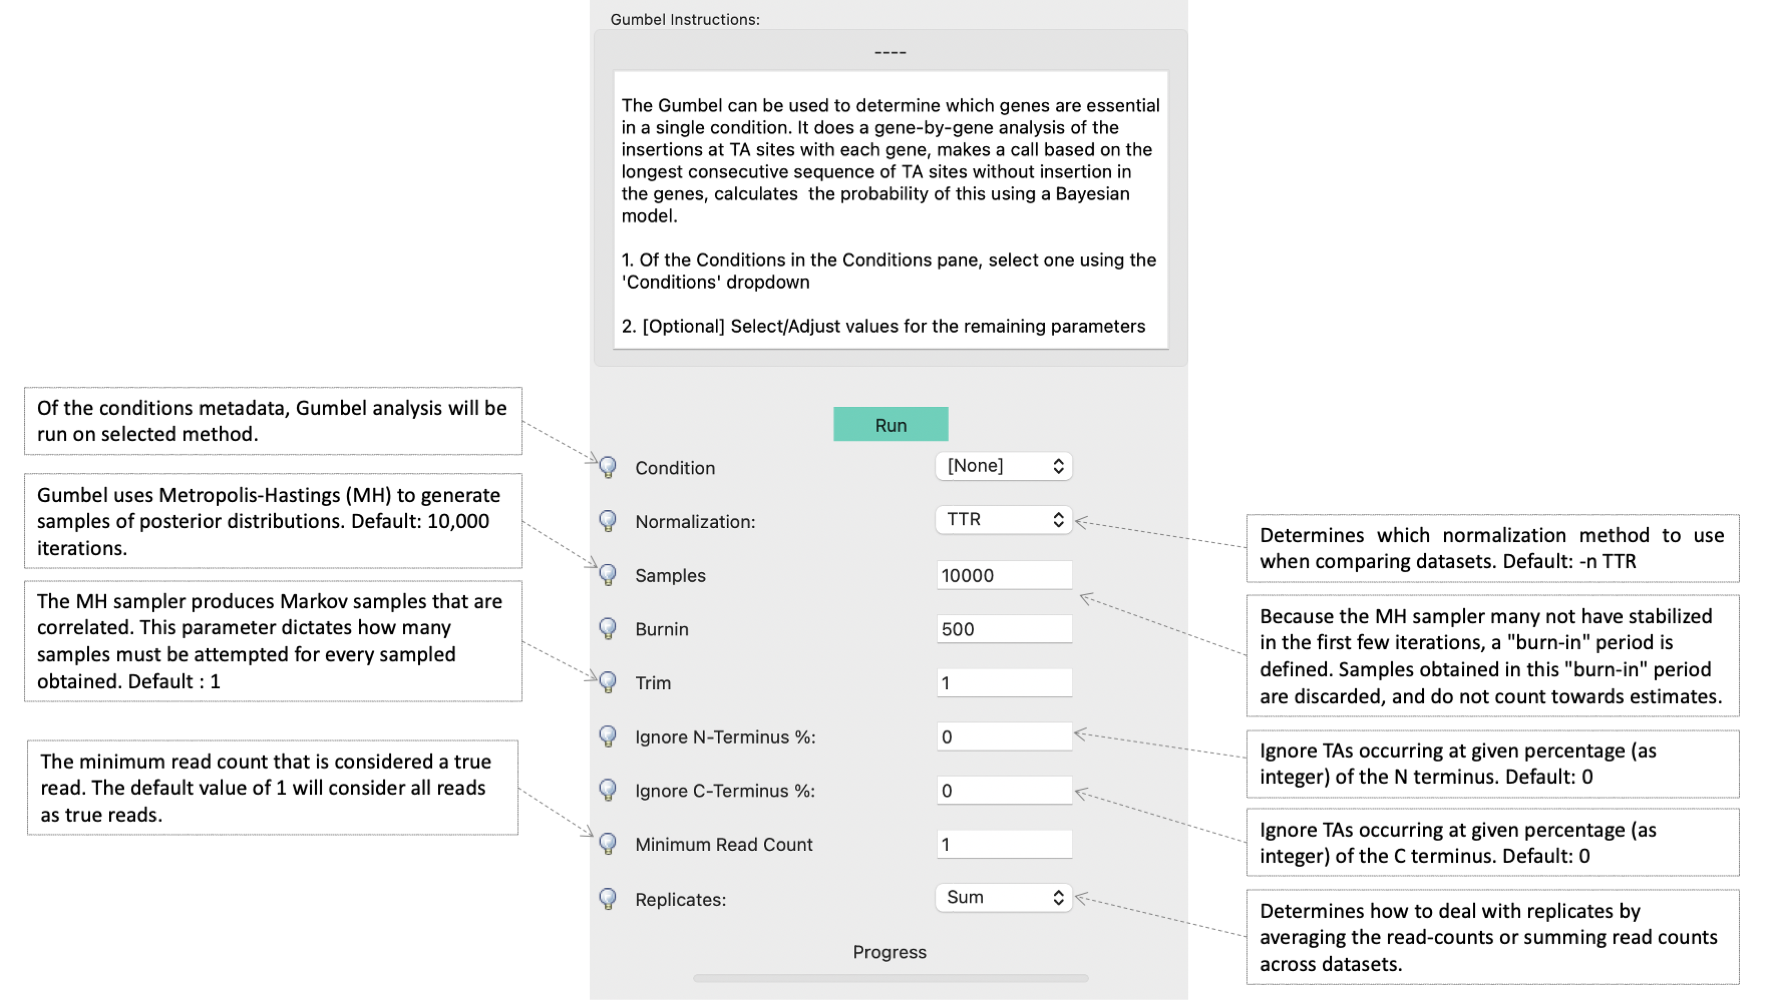 Gumbel Instructions:
----
The Gumbel can be used to determine which genes are essential
in a single condition. It does a gene-by-gene analysis of the
insertions at TA sites with each gene, makes a call based on the
longest consecutive sequence of TA sites without insertion in
the genes, calculates  the probability of this using a Bayesian
model.
1. Of the Conditions in the Conditions pane, select one using the
'Conditions' dropdown
2. [Optional] Select/Adjust values for the remaining parameters
Run
Of the conditions metadata, Gumbel analysis will be
run on selected method.
Gumbel uses Metropolis-Hastings (MH) to generate
samples of posterior distributions. Default: 10,000
iterations.
The MH sampler produces Markov samples that are
correlated. This parameter dictates how many
samples must be attempted for every sampled
obtained. Default : 1
The minimum read count that is considered a true
read. The default value of 1 will consider all reads
as true reads.
Condition [None]
Normalization: TTR
Samples 10000
Burnin 500
Trim 1
Ignore N-Terminus %: 0
Ignore C-Terminus %: 0
Minimum Read Count 1
Replicates: Sum
Progress
Determines which normalization method to use
when comparing datasets. Default: -n TTR
Because the MH sampler many not have stabilized
in the first few iterations, a "burn-in" period is
defined. Samples obtained in this "burn-in" period
are discarded, and do not count towards estimates.
Ignore TAs occurring at given percentage (as
integer) of the N terminus. Default: 0
Ignore TAs occurring at given percentage (as
integer) of the C terminus. Default: 0
Determines how to deal with replicates by
averaging the read-counts or summing read counts
across datasets.